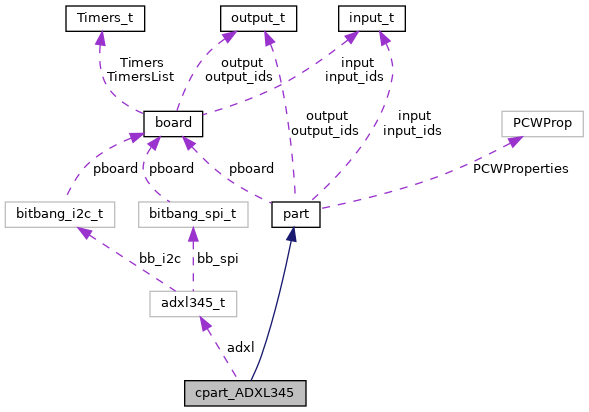 Timers_t
output_t
input_t
Timers
TimersList
output
output_ids
input
input_ids
board
output
output_ids
input
input_ids
PCWProp
pboard
pboard
pboard
PCWProperties
bitbang_i2c_t
bitbang_spi_t
part
bb_i2c
bb_spi
adxl345_t
adxl
cpart_ADXL345